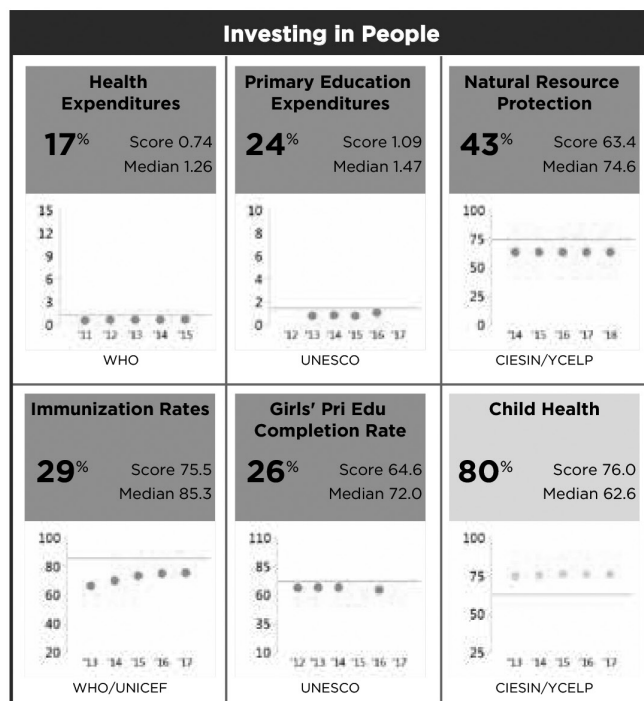 Investing in People
Health
Expenditures
17%
Score 0.74
Median 1.26
15
12
9
6
3
0
'11 '12 '13 '14 '15
WHO
Primary Education
Expenditures
24%
Score 1.09
Median 1.47
10
8
6
4
2
0
'12 '13 '14 '15 '16 '17
UNESCO
Natural Resource
Protection
43%
Score 63.4
Median 74.6
100
75
50
25
0
'14 '15 '16 '17 '18
CIESIN/YCELP
Immunization Rates
29%
Score 75.5
Median 85.3
100
80
60
40
20
'13 '14 '15 '16 '17
WHO/UNICEF
Girls' Pri Edu
Completion Rate
26%
Score 64.6
Median 72.0
110
85
60
35
10
'12 '13 '14 '15 '16 '17
UNESCO
Child Health
80%
Score 76.0
Median 62.6
100
75
50
25
'13 '14 '15 '16 '17
CIESIN/YCELP